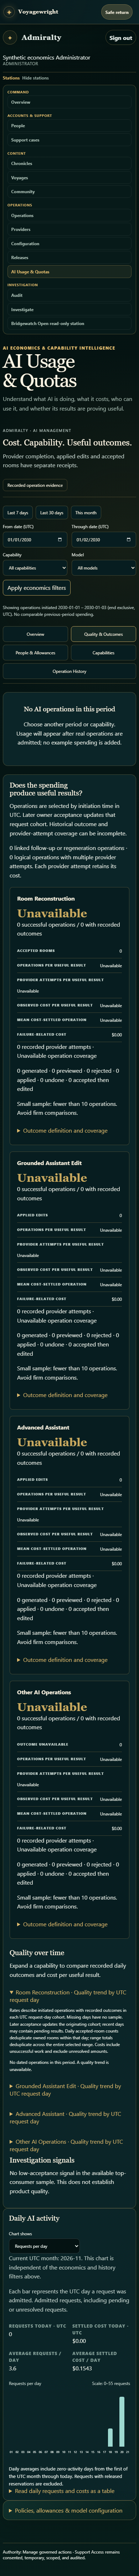 Voyagewright
Safe return
Admiralty
Sign out
Synthetic economics Administrator
ADMINISTRATOR
Stations Hide stations
COMMAND
Overview
ACCOUNTS & SUPPORT
People
Support cases
CONTENT
Chronicles
Voyages
Community
OPERATIONS
Operations
Providers
Configuration
Releases
AI Usage & Quotas
INVESTIGATION
Audit
Investigate
Bridgewatch Open read-only station
AI ECONOMICS & CAPABILITY INTELLIGENCE
AI Usage
& Quotas
Understand what AI is doing, what it costs, who can
use it, and whether its results are proving useful.
ADMIRALTY · AI MANAGEMENT
Cost. Capability. Useful outcomes.
Provider completion, applied edits and accepted
rooms have separate receipts.
Recorded operation evidence
Last 7 days
Last 30 days
This month
From date (UTC)
Through date (UTC)
01/01/2030
01/02/2030
Capability
Model
All capabilities
All models
Apply economics filters
Showing operations initiated 2030-01-01 – 2030-01-03 (end exclusive,
UTC). No comparable previous period spending.
Overview
Quality & Outcomes
People & Allowances
Capabilities
Operation History
No AI operations in this period
Choose another period or capability.
Usage will appear after real operations are
admitted; no example spending is added.
Does the spending
produce useful results?
Operations are selected by initiation time in
UTC. Later owner acceptance updates that
cohort. Historical outcome and
provider-attempt coverage can be incomplete.
0 linked follow-up or regeneration operations ·
0 logical operations with multiple provider
attempts. Each provider attempt retains its
cost.
Room Reconstruction
Unavailable
0 successful operations / 0 with recorded
outcomes
ACCEPTED ROOMS 0
OPERATIONS PER USEFUL RESULT Unavailable
PROVIDER ATTEMPTS PER USEFUL RESULT
Unavailable
OBSERVED COST PER USEFUL RESULT Unavailable
MEAN COST SETTLED OPERATION Unavailable
FAILURE-RELATED COST $0.00
0 recorded provider attempts ·
Unavailable operation coverage
0 generated · 0 previewed · 0 rejected · 0
applied · 0 undone · 0 accepted then
edited
Small sample: fewer than 10 operations.
Avoid firm comparisons.
▶ Outcome definition and coverage
Grounded Assistant Edit
Unavailable
0 successful operations / 0 with recorded
outcomes
APPLIED EDITS 0
OPERATIONS PER USEFUL RESULT Unavailable
PROVIDER ATTEMPTS PER USEFUL RESULT
Unavailable
OBSERVED COST PER USEFUL RESULT Unavailable
MEAN COST SETTLED OPERATION Unavailable
FAILURE-RELATED COST $0.00
0 recorded provider attempts ·
Unavailable operation coverage
0 generated · 0 previewed · 0 rejected · 0
applied · 0 undone · 0 accepted then
edited
Small sample: fewer than 10 operations.
Avoid firm comparisons.
▶ Outcome definition and coverage
Advanced Assistant
Unavailable
0 successful operations / 0 with recorded
outcomes
APPLIED EDITS 0
OPERATIONS PER USEFUL RESULT Unavailable
PROVIDER ATTEMPTS PER USEFUL RESULT
Unavailable
OBSERVED COST PER USEFUL RESULT Unavailable
MEAN COST SETTLED OPERATION Unavailable
FAILURE-RELATED COST $0.00
0 recorded provider attempts ·
Unavailable operation coverage
0 generated · 0 previewed · 0 rejected · 0
applied · 0 undone · 0 accepted then
edited
Small sample: fewer than 10 operations.
Avoid firm comparisons.
▶ Outcome definition and coverage
Other AI Operations
Unavailable
0 successful operations / 0 with recorded
outcomes
OUTCOME UNAVAILABLE 0
OPERATIONS PER USEFUL RESULT Unavailable
PROVIDER ATTEMPTS PER USEFUL RESULT
Unavailable
OBSERVED COST PER USEFUL RESULT Unavailable
MEAN COST SETTLED OPERATION Unavailable
FAILURE-RELATED COST $0.00
0 recorded provider attempts ·
Unavailable operation coverage
0 generated · 0 previewed · 0 rejected · 0
applied · 0 undone · 0 accepted then
edited
Small sample: fewer than 10 operations.
Avoid firm comparisons.
▶ Outcome definition and coverage
Quality over time
Expand a capability to compare recorded daily
outcomes and cost per useful result.
▼ Room Reconstruction · Quality trend by UTC
request day
▶ Grounded Assistant Edit · Quality trend by UTC
request day
▶ Advanced Assistant · Quality trend by UTC
request day
▶ Other AI Operations · Quality trend by UTC
request day
Investigation signals
No low-acceptance signal in the available top-
consumer sample. This does not establish
product quality.
Daily AI activity
Chart shows
Requests per day
Current UTC month: 2026-11. This chart is
independent of the economics and history
filters above.
Each bar represents the UTC day a request was
admitted. Admitted requests, including pending
or unresolved requests.
REQUESTS TODAY · UTC
0
SETTLED COST TODAY ·
UTC
$0.00
AVERAGE REQUESTS /
DAY
3.6
AVERAGE SETTLED
COST / DAY
$0.1543
Requests per day
Scale: 0–55 requests
Daily averages include zero-activity days from the first
of the UTC month through today. Requests with released
reservations are excluded.
▶ Read daily requests and costs as a table
▶ Policies, allowances & model configuration
Authority: Manage governed actions · Support Access remains
consented, temporary, scoped, and audited.